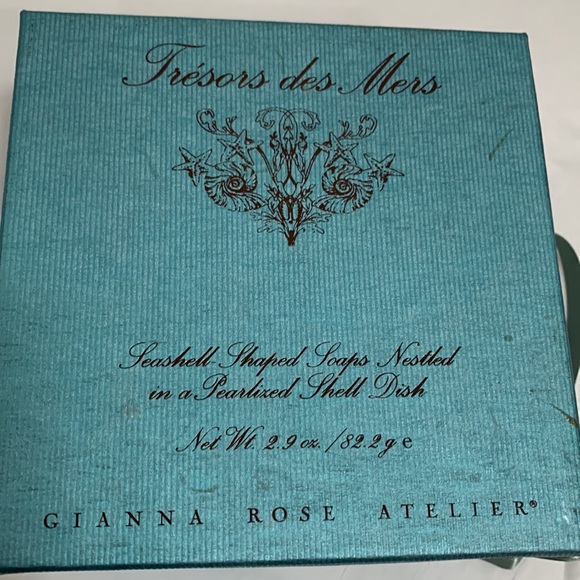 Trésors des Mers
Seashell-Shaped Soaps Nestled
in a Pearlized Shell Dish
Net Wt. 2.9 oz. /82.2g e
GIANNA ROSE ATELIER®